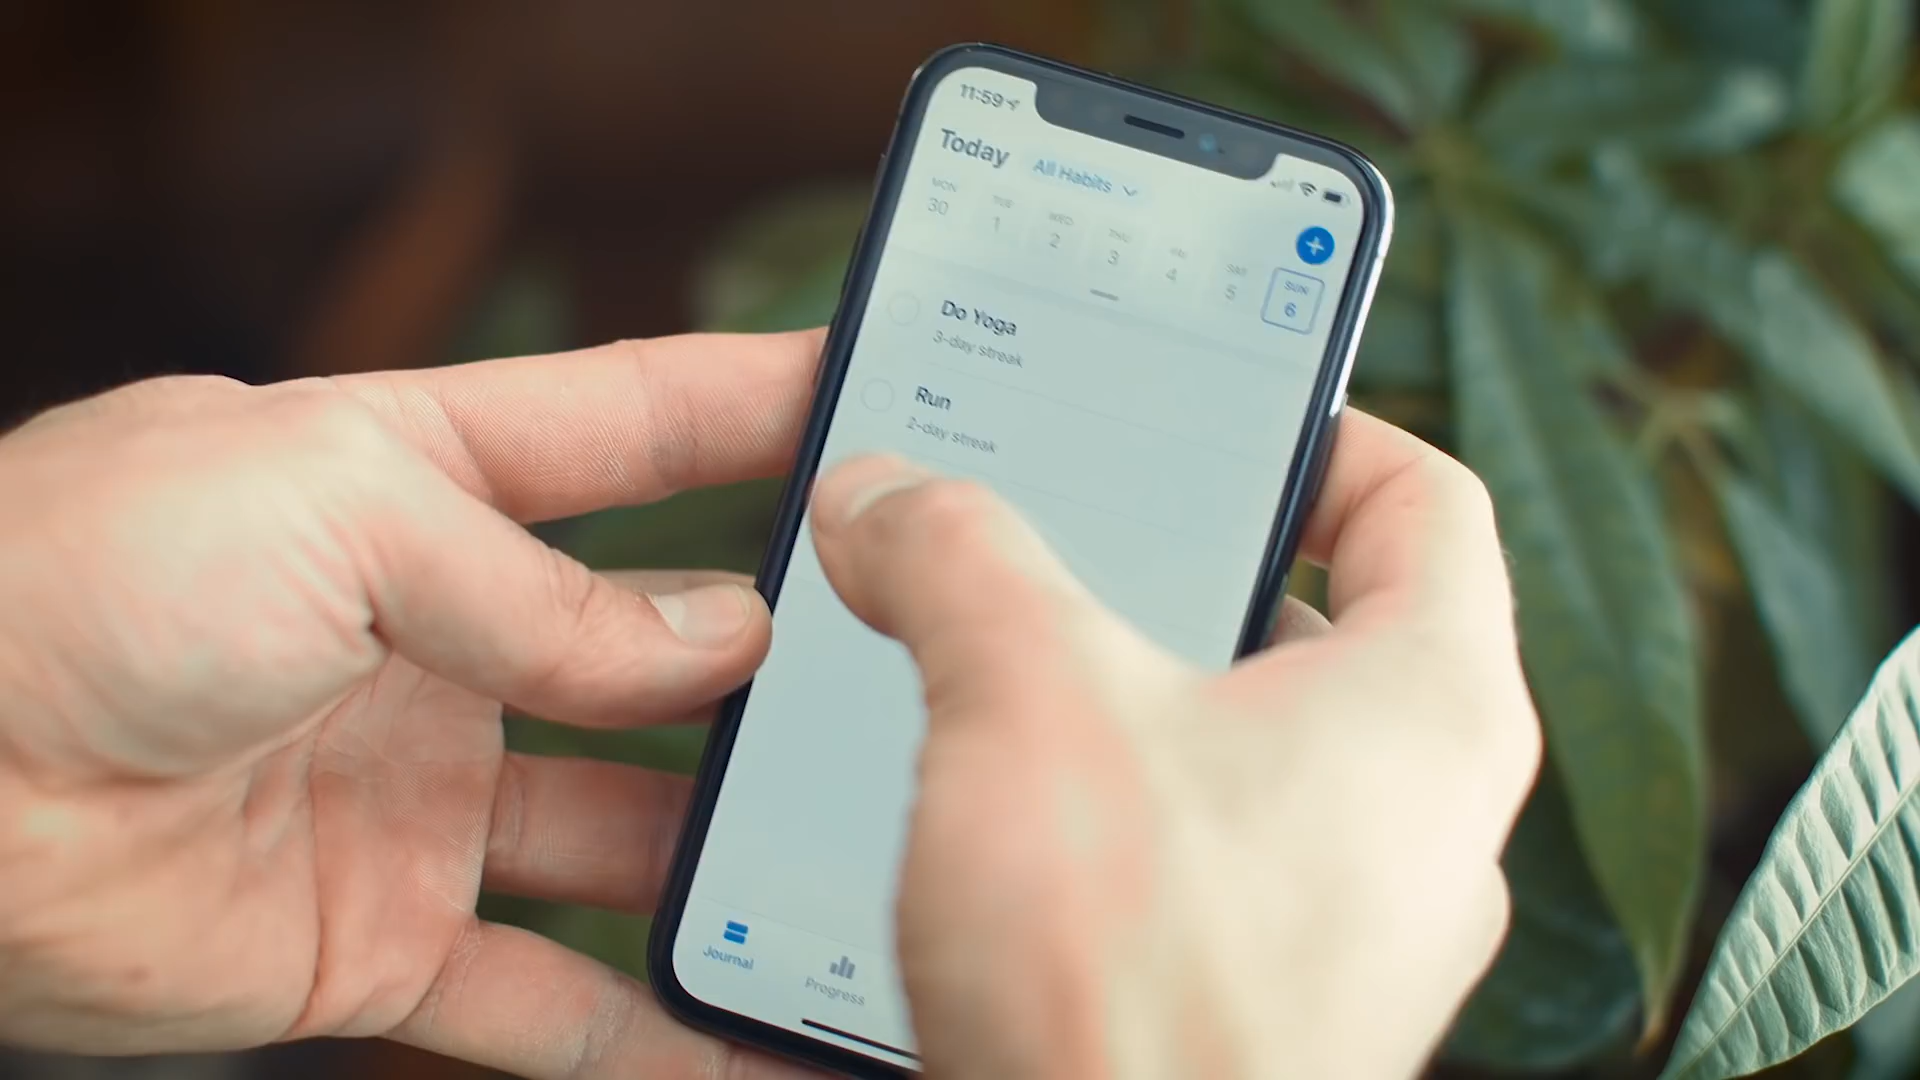 11:59
Today All Habits
MON TUE WED THU FRI SAT SUN
30 1 2 3 4 5 6
Do Yoga
3-day streak
Run
2-day streak
Journal
Progress